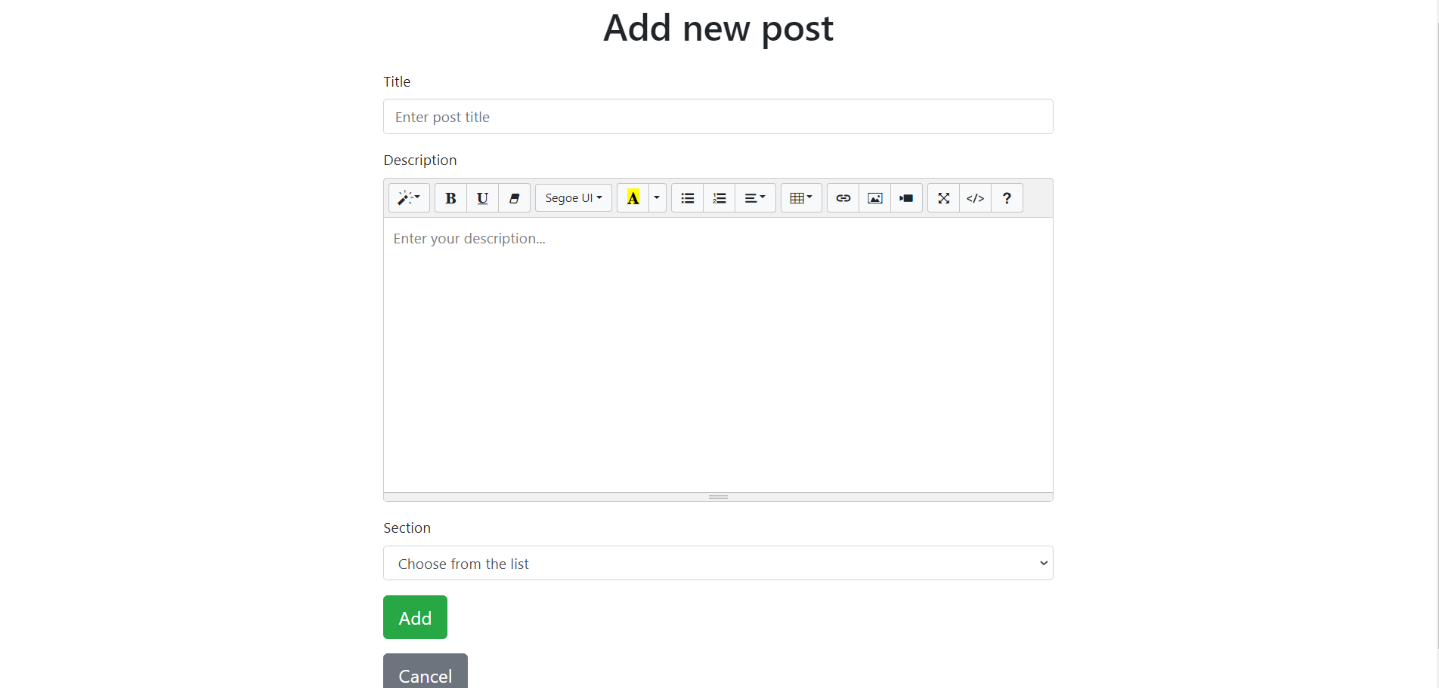 Add new post
Title
Enter post title
Description
B U Segoe UI A </> ?
Enter your description...
Section
Choose from the list
Add
Cancel